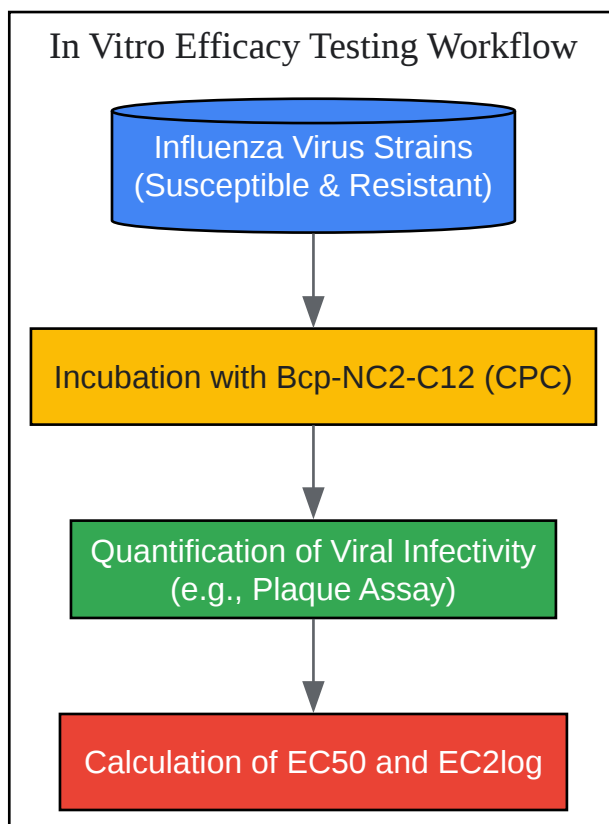 In Vitro Efficacy Testing Workflow
Influenza Virus Strains
(Susceptible & Resistant)
Incubation with Bcp-NC2-C12 (CPC)
Quantification of Viral Infectivity
(e.g., Plaque Assay)
Calculation of EC50 and EC2log